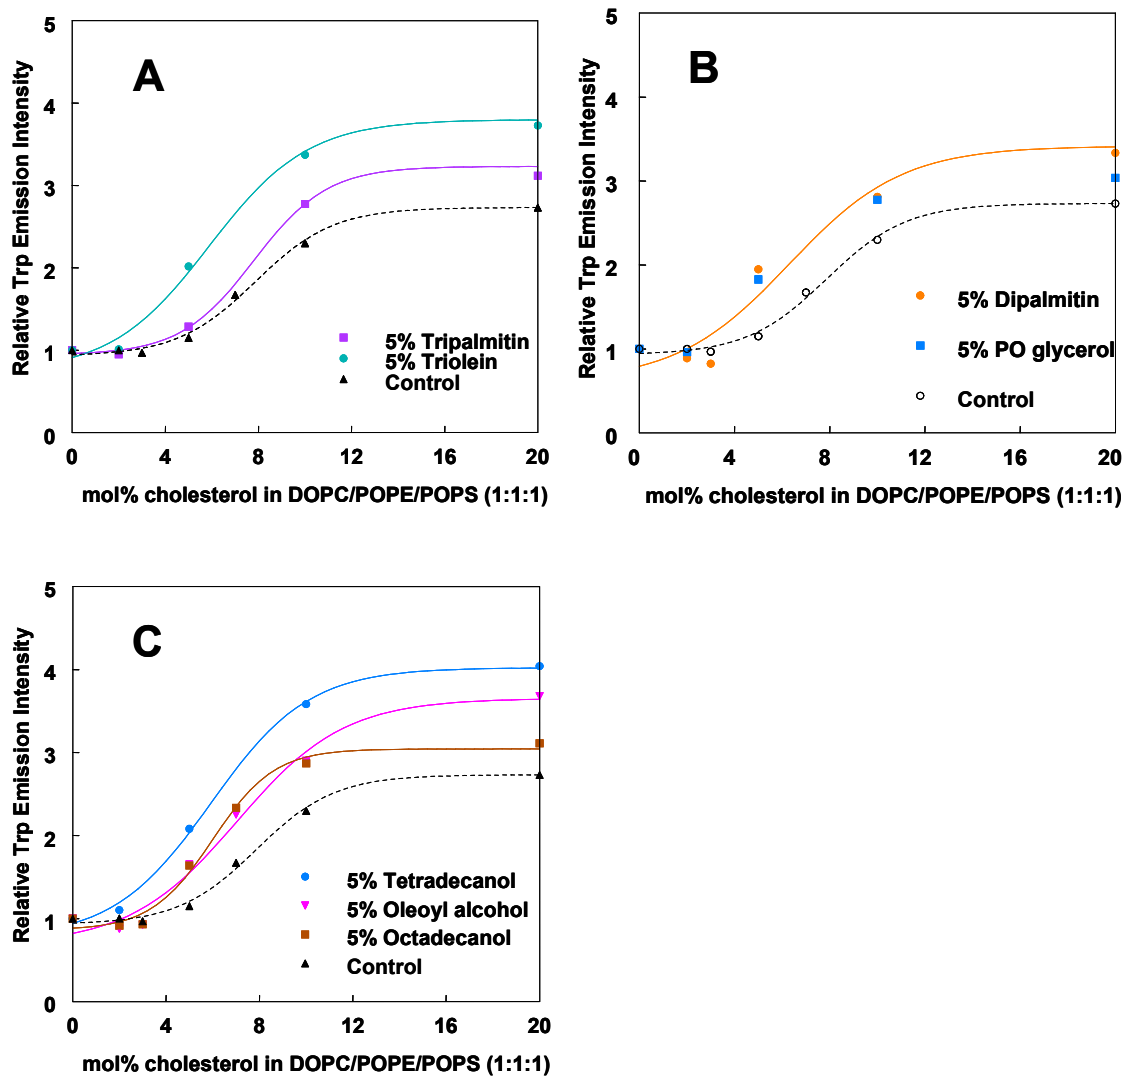 A
Relative Trp Emission Intensity
5
4
3
2
1
0
5% Tripalmitin
5% Triolein
Control
0 4 8 12 16 20
mol% cholesterol in DOPC/POPE/POPS (1:1:1)
B
Relative Trp Emission Intensity
5
4
3
2
1
0
5% Dipalmitin
5% PO glycerol
Control
0 4 8 12 16 20
mol% cholesterol in DOPC/POPE/POPS (1:1:1)
C
Relative Trp Emission Intensity
5
4
3
2
1
0
5% Tetradecanol
5% Oleoyl alcohol
5% Octadecanol
Control
0 4 8 12 16 20
mol% cholesterol in DOPC/POPE/POPS (1:1:1)